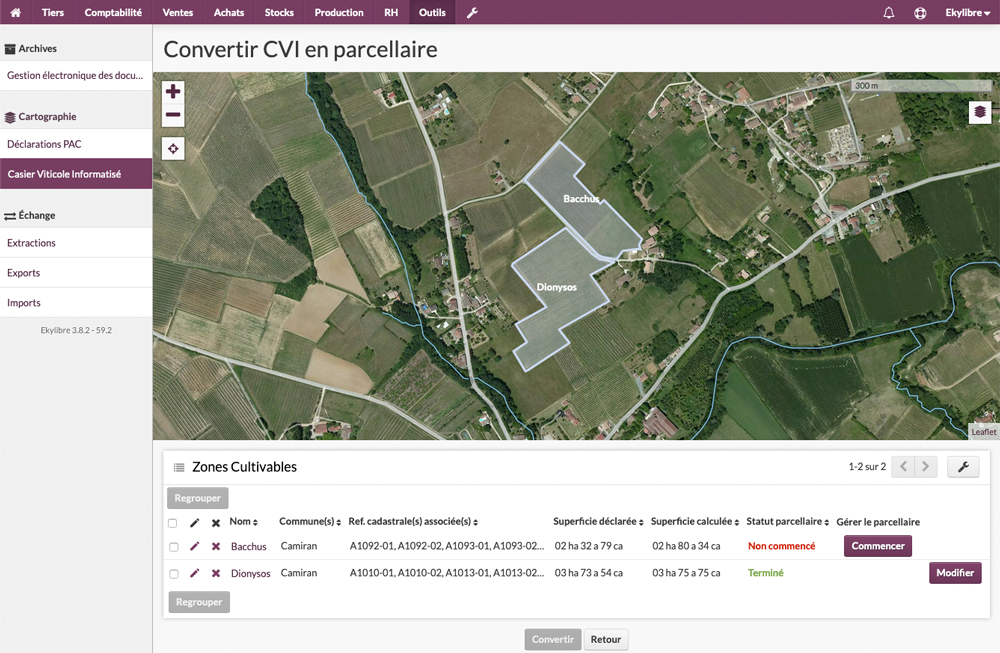 Tiers Comptabilité Ventes Achats Stocks Production RH Outils Ekylibre
Archives
Gestion électronique des docu...
Cartographie
Déclarations PAC
Casier Viticole Informatisé
Échange
Extractions
Exports
Imports
Ekylibre 3.8.2 - 59.2
Convertir CVI en parcellaire
300 m
Bacchus
Dionysos
Leaflet
Zones Cultivables
1-2 sur 2
Regrouper
Nom Commune(s) Ref. cadastrale(s) associée(s) Superficie déclarée Superficie calculée Statut parcellaire Gérer le parcellaire
Bacchus Camiran A1092-01, A1092-02, A1093-01, A1093-02... 02 ha 32 a 79 ca 02 ha 80 a 34 ca Non commencé Commencer
Dionysos Camiran A1010-01, A1010-02, A1013-01, A1013-02... 03 ha 73 a 54 ca 03 ha 75 a 75 ca Terminé Modifier
Regrouper
Convertir Retour